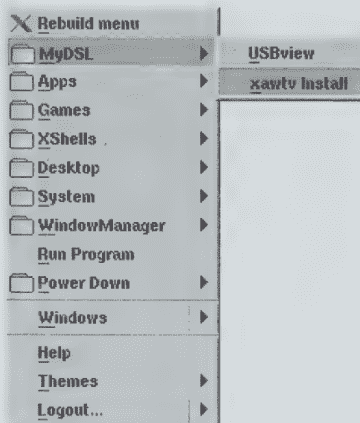 Rebuild menu
MyDSL
Apps
Games
XShells
Desktop
System
WindowManager
Run Program
Power Down
Windows
Help
Themes
Logout...
USBview
xawtv Install